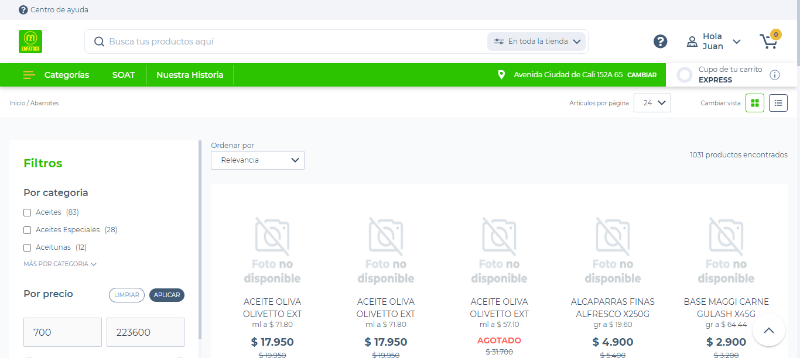 Centro de ayuda
Busca tus productos aquí
En toda la tienda
Hola
Juan
0
Categorías
SOAT
Nuestra Historia
Avenida Ciudad de Cali 152A 65 CAMBIAR
Cupo de tu carrito
EXPRESS
Inicio / Abarrotes
Artículos por página
24
Cambiar vista
Filtros
Por categoria
Aceites (83)
Aceites Especiales (28)
Aceitunas (12)
MÁS POR CATEGORIA
Por precio
LIMPIAR
APLICAR
700
223600
Ordenar por
Relevancia
1031 productos encontrados
Foto no
disponible
ACEITE OLIVA
OLIVETTO EXT
ml a $ 71.80
$ 17.950
$ 19.950
Foto no
disponible
ACEITE OLIVA
OLIVETTO EXT
ml a $ 71.80
$ 17.950
$ 19.950
Foto no
disponible
ACEITE OLIVA
OLIVETTO EXT
ml a $ 57.10
AGOTADO
$ 31.700
Foto no
disponible
ALCAPARRAS FINAS
ALFRESCO X250G
gr a $ 19.60
$ 4.900
$ 5.400
Foto no
disponible
BASE MAGGI CARNE
GULASH X45G
gr a $ 64.44
$ 2.900
$ 3.200